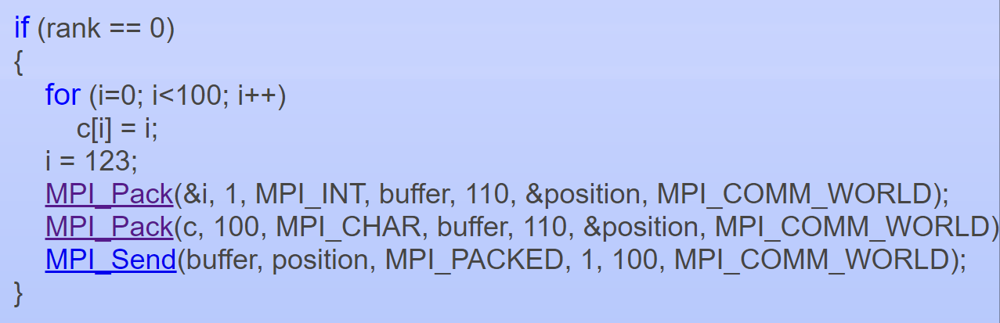 if (rank == 0)
{
for (i=0; i<100; i++)
c[i] = i;
i = 123;
MPI_Pack(&i, 1, MPI_INT, buffer, 110, &position, MPI_COMM_WORLD);
MPI_Pack(c, 100, MPI_CHAR, buffer, 110, &position, MPI_COMM_WORLD)
MPI_Send(buffer, position, MPI_PACKED, 1, 100, MPI_COMM_WORLD);
}